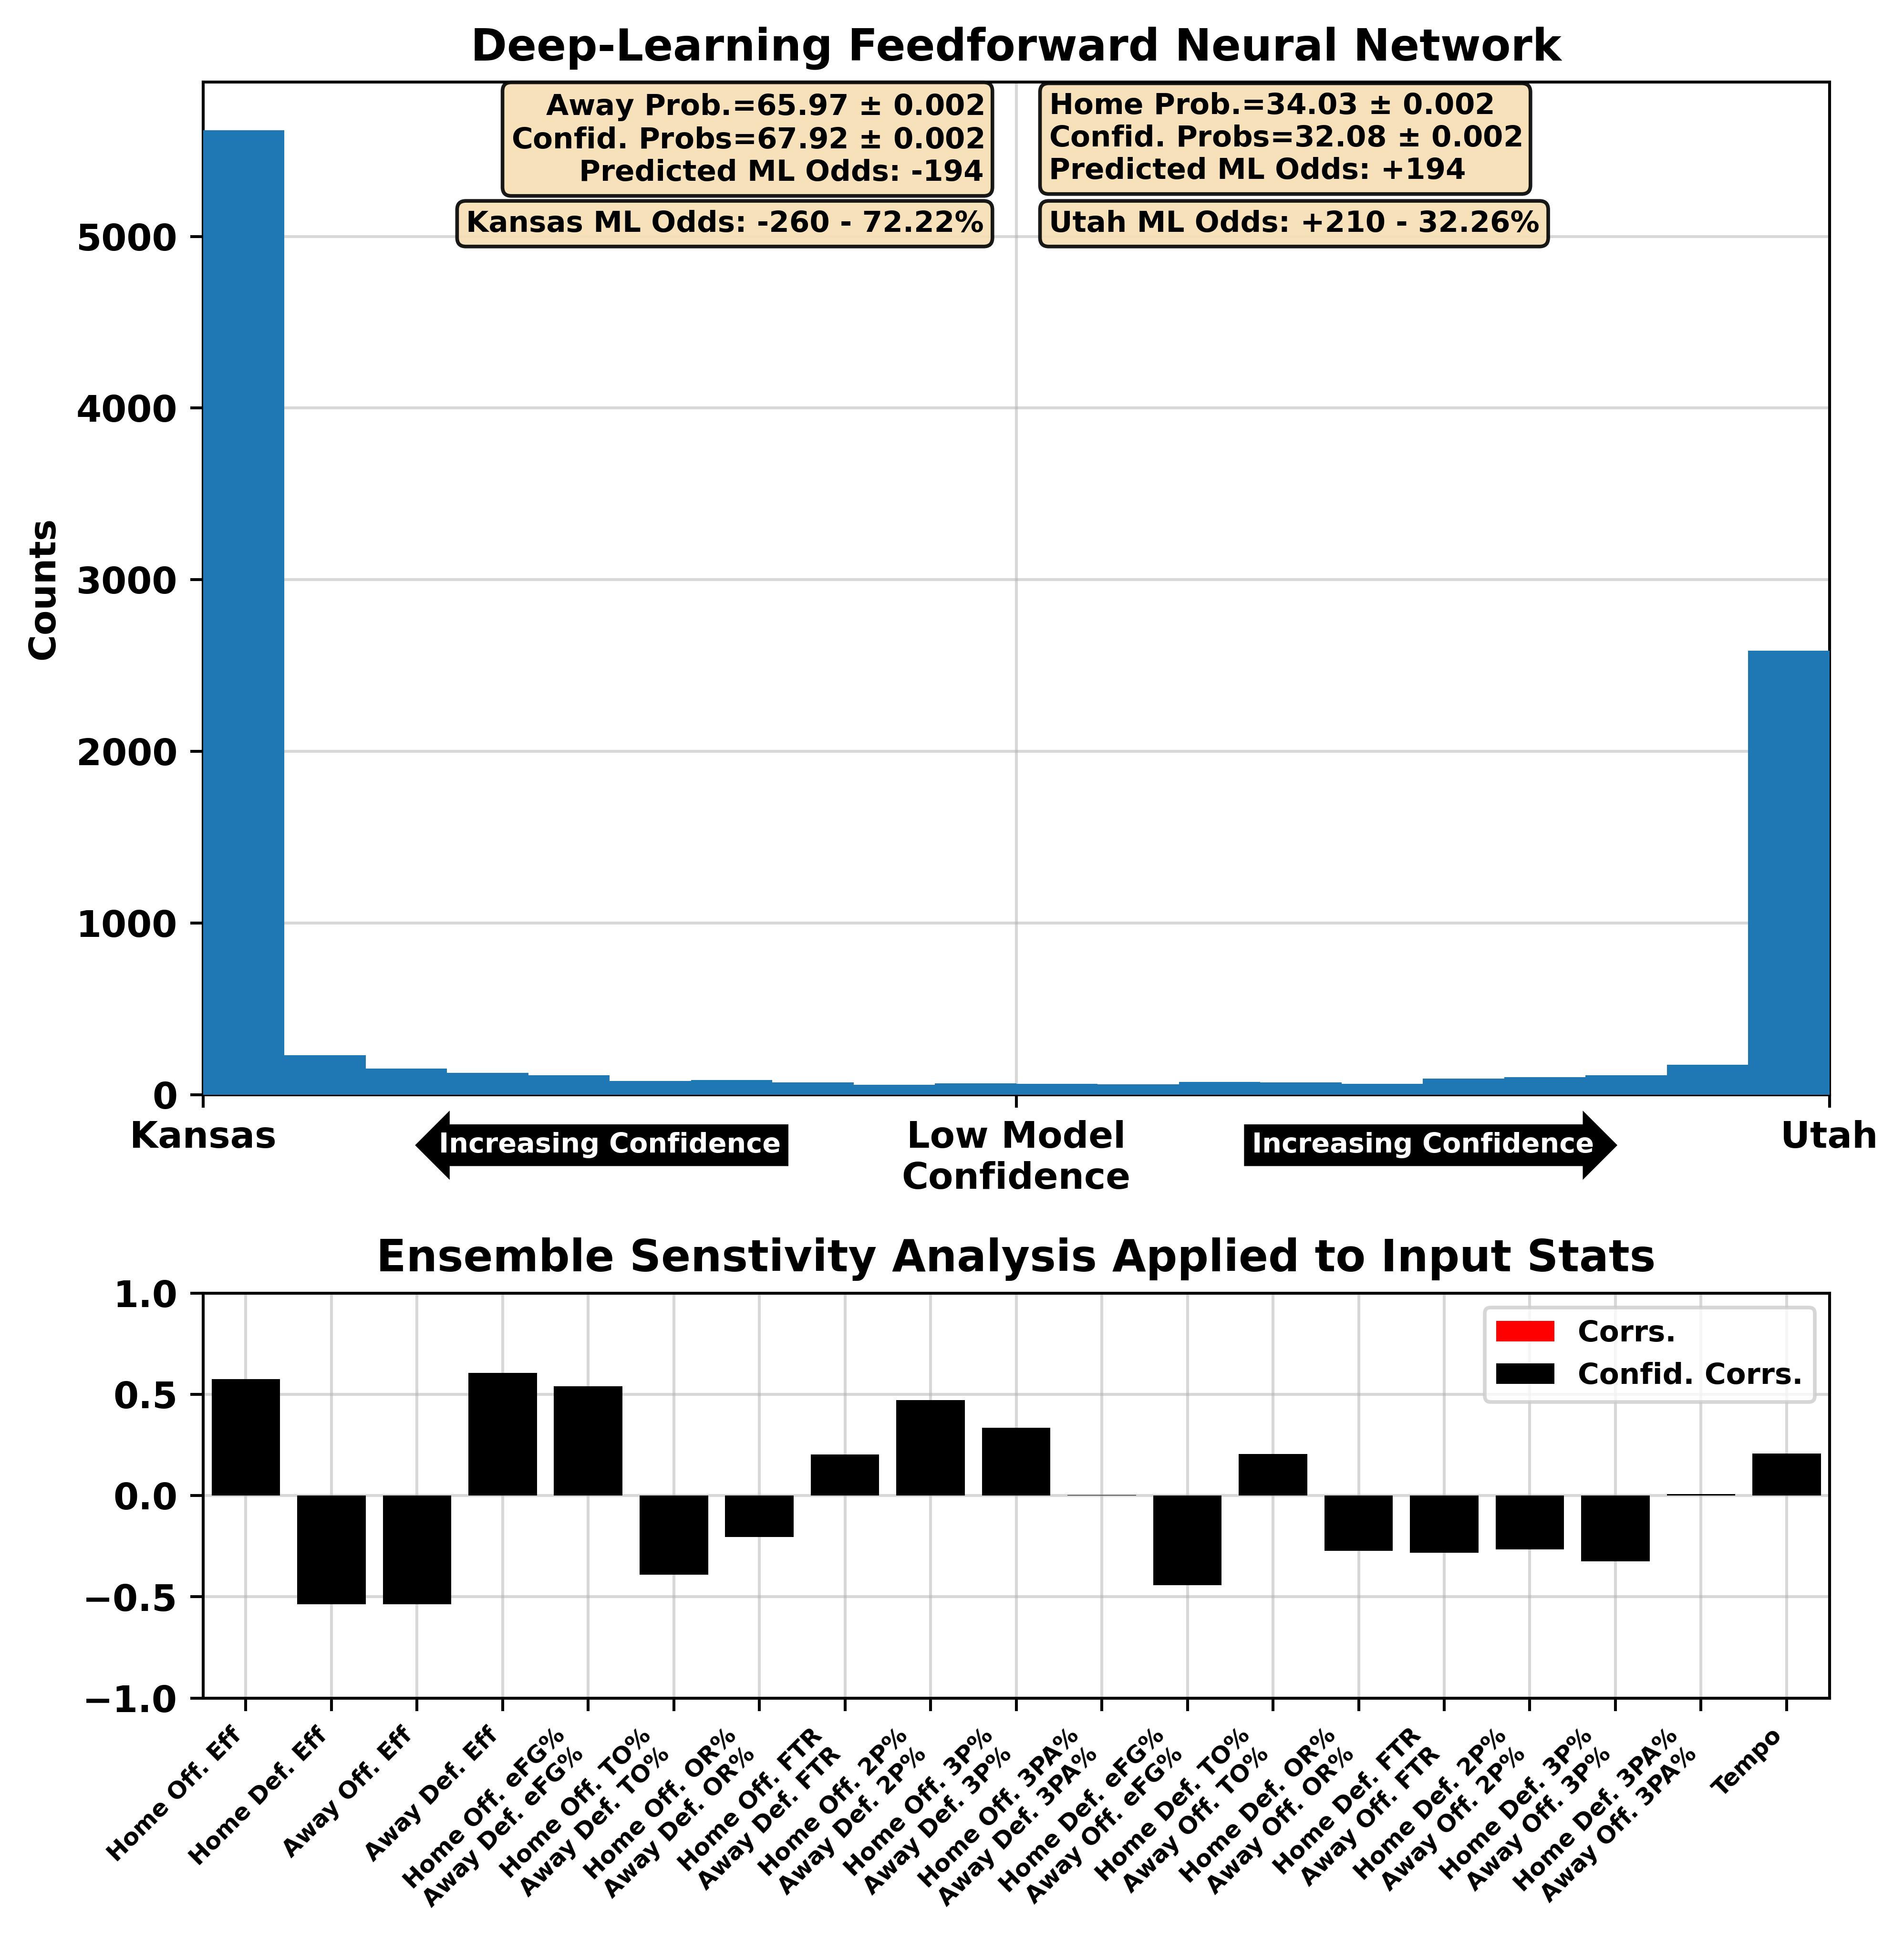 Deep-Learning Feedforward Neural Network
Away Prob.=65.97 ± 0.002
Confid. Probs=67.92 ± 0.002
Predicted ML Odds: -194
Kansas ML Odds: -260 - 72.22%
Home Prob.=34.03 ± 0.002
Confid. Probs=32.08 ± 0.002
Predicted ML Odds: +194
Utah ML Odds: +210 - 32.26%
Counts
5000
4000
3000
2000
1000
0
Kansas
Increasing Confidence
Low Model
Confidence
Increasing Confidence
Utah
Ensemble Senstivity Analysis Applied to Input Stats
1.0
0.5
0.0
−0.5
−1.0
Corrs.
Confid. Corrs.
Home Off. Eff
Home Def. Eff
Away Off. Eff
Away Def. Eff
Home Off. eFG%
Away Def. eFG%
Home Off. TO%
Away Def. TO%
Home Off. OR%
Away Def. OR%
Home Off. FTR
Away Def. FTR
Home Off. 2P%
Away Def. 2P%
Home Off. 3P%
Away Def. 3P%
Home Off. 3PA%
Away Def. 3PA%
Home Def. eFG%
Away Off. eFG%
Home Def. TO%
Away Off. TO%
Home Def. OR%
Away Off. OR%
Home Def. FTR
Away Off. FTR
Home Def. 2P%
Away Off. 2P%
Home Def. 3P%
Away Off. 3P%
Home Def. 3PA%
Away Off. 3PA%
Tempo